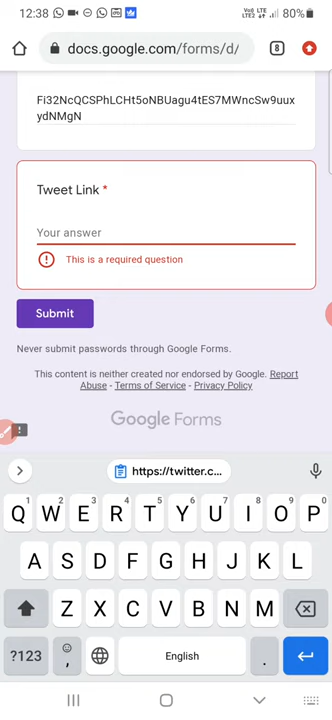 12:38
Vo) LTE
LTE2
80%
docs.google.com/forms/d/
8
Fi32NcQCSPhLCHt5oNBUagu4tES7MWncSw9uux
ydNMgN
Tweet Link *
Your answer
This is a required question
Submit
Never submit passwords through Google Forms.
This content is neither created nor endorsed by Google. Report
Abuse - Terms of Service - Privacy Policy
Google Forms
https://twitter.c...
Q 1 W 2 E 3 R 4 T 5 Y 6 U 7 I 8 O 9 P 0
A S D F G H J K L
Z X C V B N M
?123 , English .